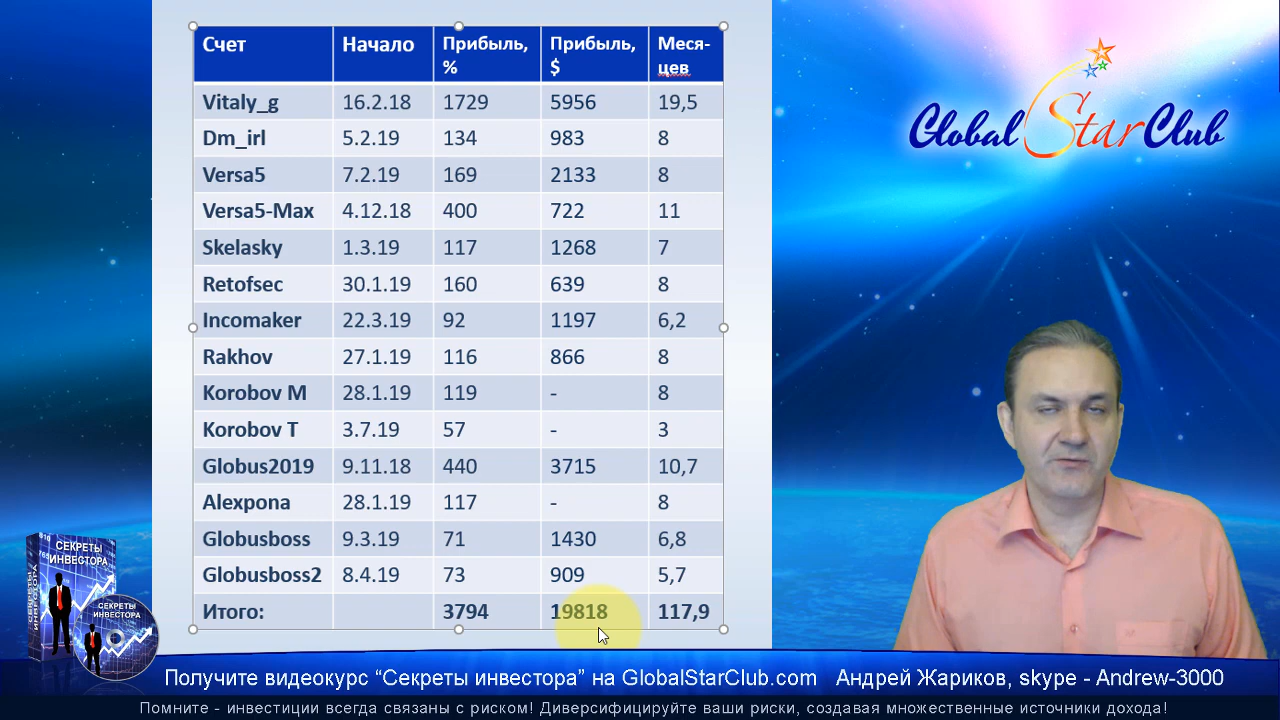 Счет Начало Прибыль, % Прибыль, $ Меся-цев
Vitaly_g 16.2.18 1729 5956 19,5
Dm_irl 5.2.19 134 983 8
Versa5 7.2.19 169 2133 8
Versa5-Max 4.12.18 400 722 11
Skelasky 1.3.19 117 1268 7
Retofsec 30.1.19 160 639 8
Incomaker 22.3.19 92 1197 6,2
Rakhov 27.1.19 116 866 8
Korobov M 28.1.19 119 - 8
Korobov T 3.7.19 57 - 3
Globus2019 9.11.18 440 3715 10,7
Alexpona 28.1.19 117 - 8
Globusboss 9.3.19 71 1430 6,8
Globusboss2 8.4.19 73 909 5,7
Итого: 3794 19818 117,9
Global Star Club
СЕКРЕТЫ
ИНВЕСТОРА
СЕКРЕТЫ
ИНВЕСТОРА
Получите видеокурс “Секреты инвестора” на GlobalStarClub.com Андрей Жариков, skype - Andrew-3000
Помните - инвестиции всегда связаны с риском! Диверсифицируйте ваши риски, создавая множественные источники дохода!